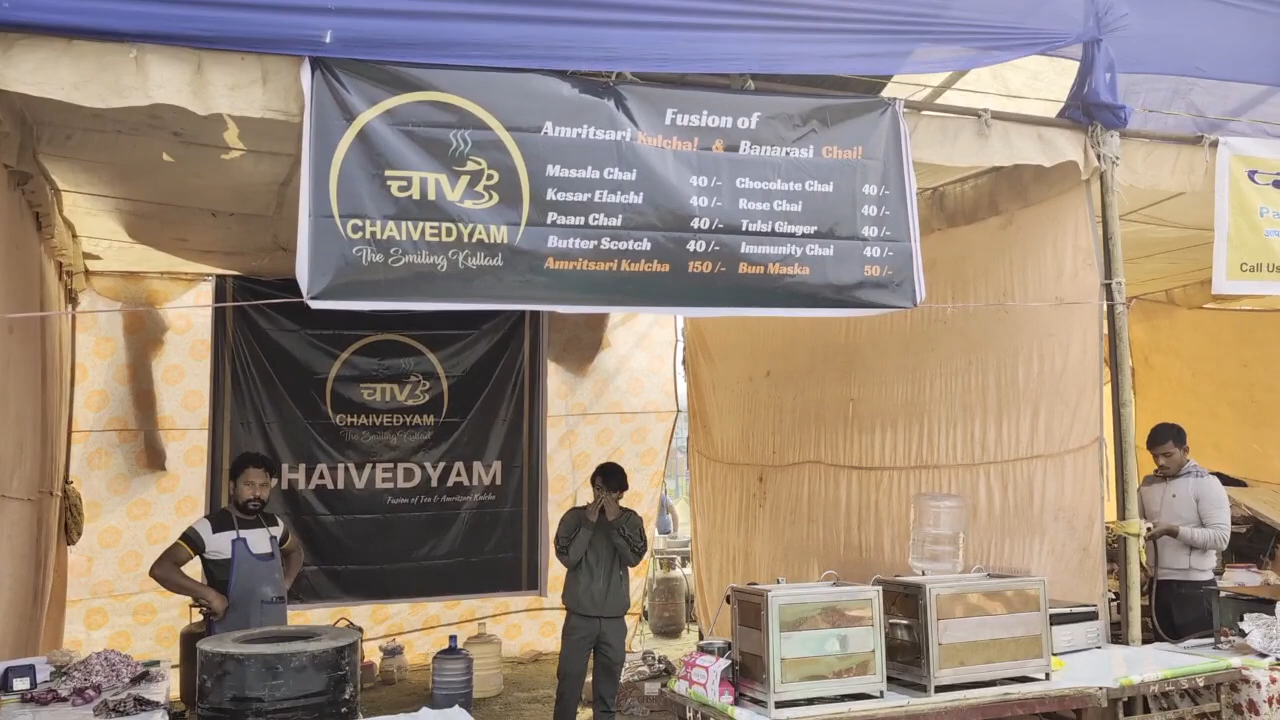 चाय
CHAIVEDYAM
The Smiling Kullad
Fusion of
Amritsari Kulcha! & Banarasi Chai!
Masala Chai 40/- Chocolate Chai 40/-
Kesar Elaichi 40/- Rose Chai 40/-
Paan Chai 40/- Tulsi Ginger 40/-
Butter Scotch 40/- Immunity Chai 40/-
Amritsari Kulcha 150/- Bun Maska 50/-
चाय
CHAIVEDYAM
The Smiling Kullad
HAIVEDYAM
Fusion of Tea & Amritsari Kulcha
Pa
Call Us